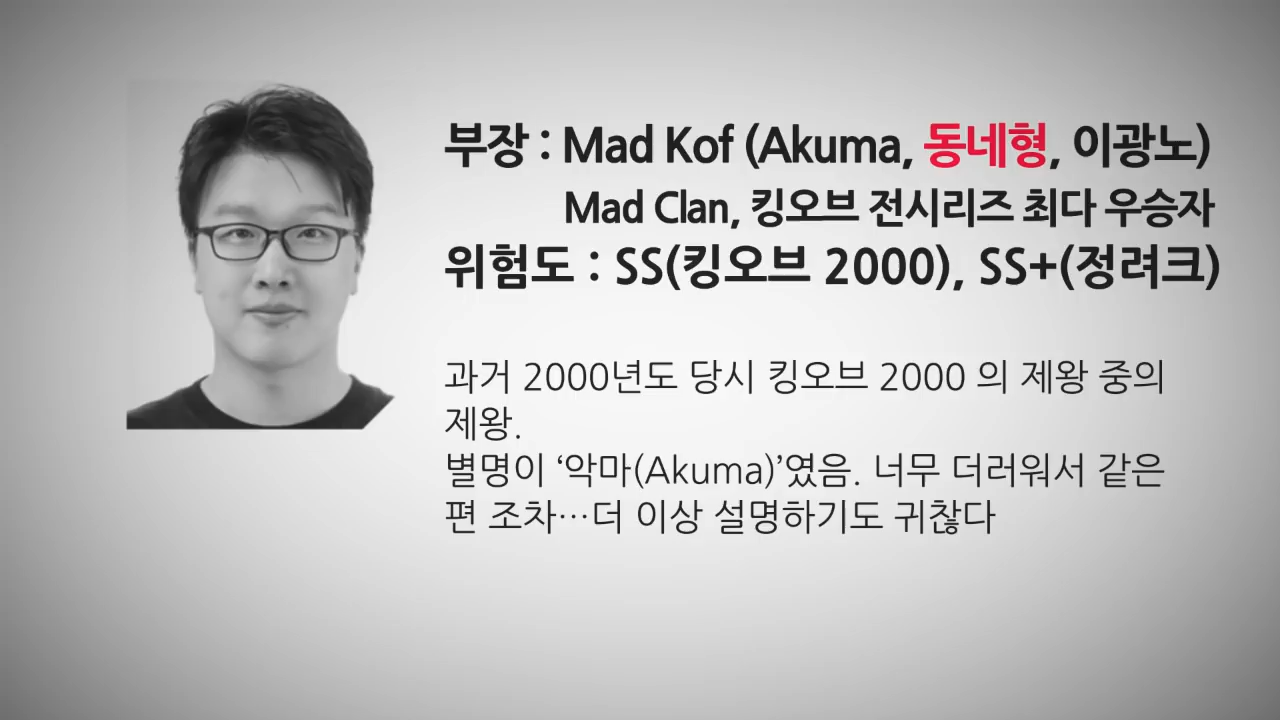 부장 : Mad Kof (Akuma, 동네형, 이광노)
Mad Clan, 킹오브 전시리즈 최다 우승자
위험도 : SS(킹오브 2000), SS+(정려크)
과거 2000년도 당시 킹오브 2000 의 제왕 중의
제왕.
별명이 ‘악마(Akuma)’였음. 너무 더러워서 같은
편 조차…더 이상 설명하기도 귀찮다